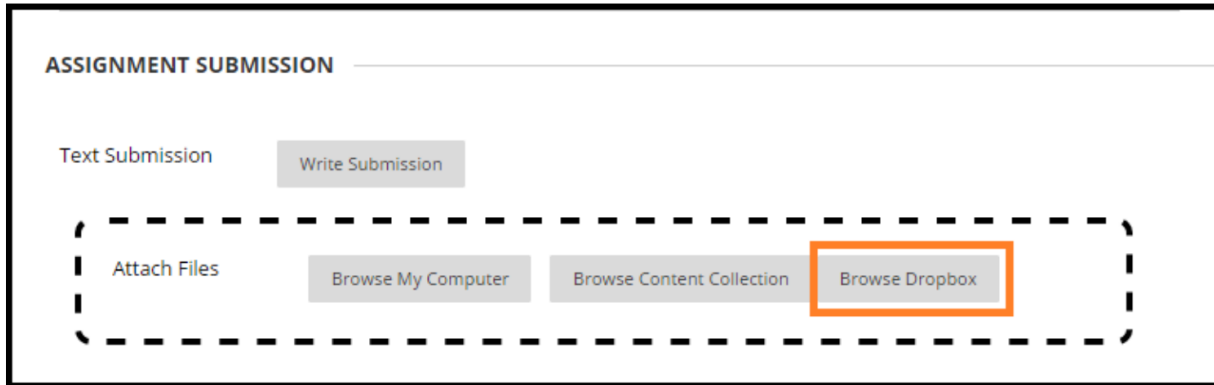 ASSIGNMENT SUBMISSION
Text Submission Write Submission
Attach Files Browse My Computer Browse Content Collection Browse Dropbox